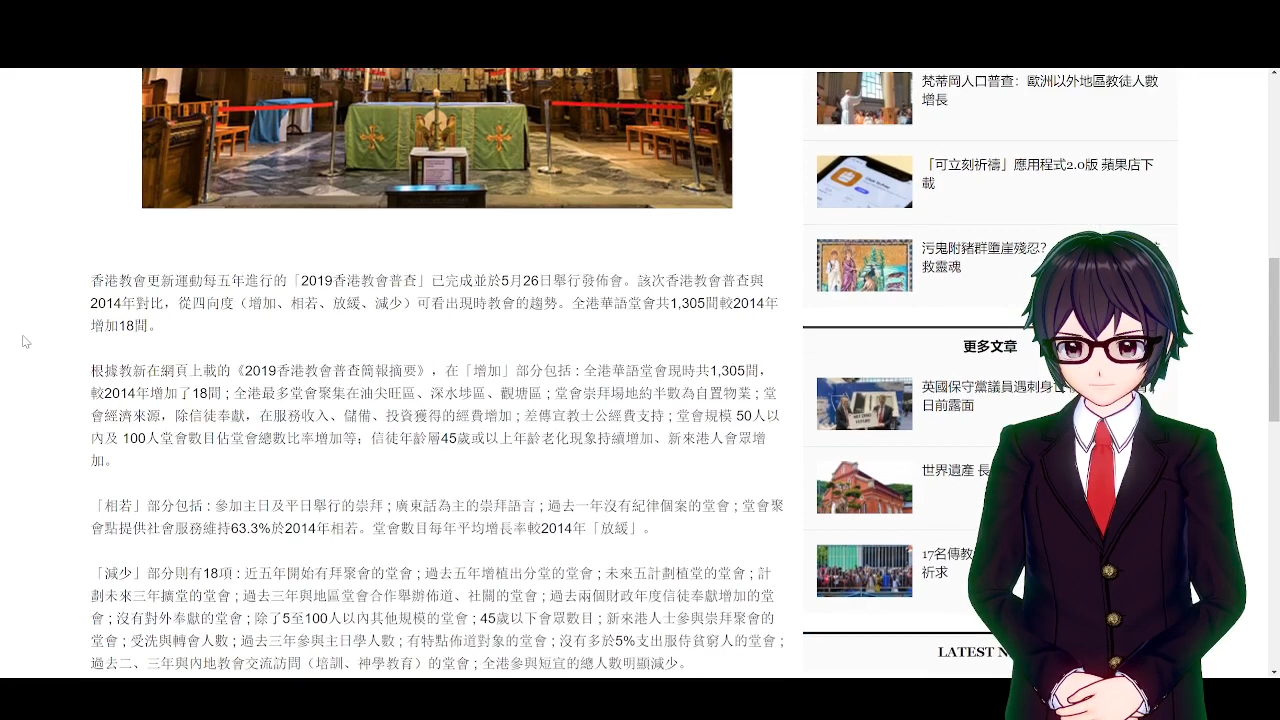 香港教會更新運動每五年進行的「2019香港教會普查」已完成並於5月26日舉行發佈會。該次香港教會普查與
2014年對比，從四向度（增加、相若、放緩、減少）可看出現時教會的趨勢。全港華語堂會共1,305間較2014年
增加18間。
根據教新在網頁上載的《2019香港教會普查簡報摘要》，在「增加」部分包括：全港華語堂會現時共1,305間，
較2014年增加了18間；全港最多堂會聚集在油尖旺區、深水埗區、觀塘區；堂會崇拜場地約半數為自置物業；堂
會經濟來源，除信徒奉獻，在服務收入、儲備、投資獲得的經費增加；差傳宣教士公經費支持；堂會規模 50人以
內及 100人堂會數目佔堂會總數比率增加等；信徒年齡層45歲或以上年齡老化現象持續增加、新來港人會眾增
加。
「相若」部分包括：參加主日及平日舉行的崇拜；廣東話為主的崇拜語言；過去一年沒有紀律個案的堂會；堂會聚
會點提供社會服務維持63.3%於2014年相若。堂會數目每年平均增長率較2014年「放緩」。
「減少」部分則有18項：近五年開始有拜聚會的堂會；過去五年增植出分堂的堂會；未來五計劃植堂的堂會；計
劃未來三年擴堂的堂會；過去三年與地區堂會合作舉辦佈道、社關的堂會；過去兩個財政年度信徒奉獻增加的堂
會；沒有對外奉獻的堂會；除了5至100人以內其他規模的堂會；45歲以下會眾數目；新來港人士參與崇拜聚會的
堂會；受洗與轉會人數；過去三年參與主日學人數；有特點佈道對象的堂會；沒有多於5%支出服侍貧窮人的堂會；
過去二、三年與內地教會交流訪問（培訓、神學教育）的堂會；全港參與短宣的總人數明顯減少。
梵蒂岡人口普查：歐洲以外地區教徒人數
增長
「可立刻祈禱」應用程式2.0版 蘋果店下
載
污鬼附豬群墮崖殘忍？
救靈魂
更多文章
英國保守黨議員遇刺身
日前露面
世界遺產 長
17名傳教
祈求
LATEST N